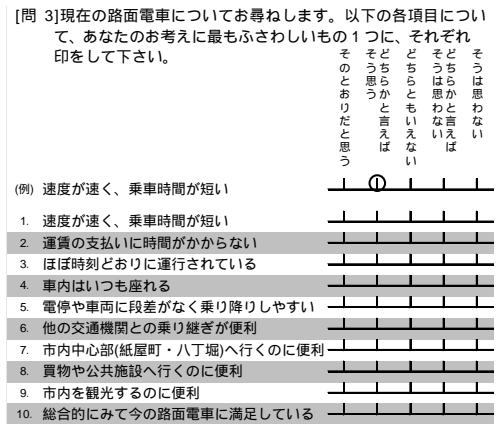 [問 3]現在の路面電車についてお尋ねします。以下の各項目につい
て、あなたのお考えに最もふさわしいもの1つに、それぞれ
印をして下さい。
そのとおりだと思う
どちらかと言えば
そう思う
どちらともいえない
どちらかと言えば
そうは思わない
そうは思わない
(例) 速度が速く、乗車時間が短い
1. 速度が速く、乗車時間が短い
2. 運賃の支払いに時間がかからない
3. ほぼ時刻どおりに運行されている
4. 車内はいつも座れる
5. 電停や車両に段差がなく乗り降りしやすい
6. 他の交通機関との乗り継ぎが便利
7. 市内中心部(紙屋町・八丁堀)へ行くのに便利
8. 買物や公共施設へ行くのに便利
9. 市内を観光するのに便利
10. 総合的にみて今の路面電車に満足している